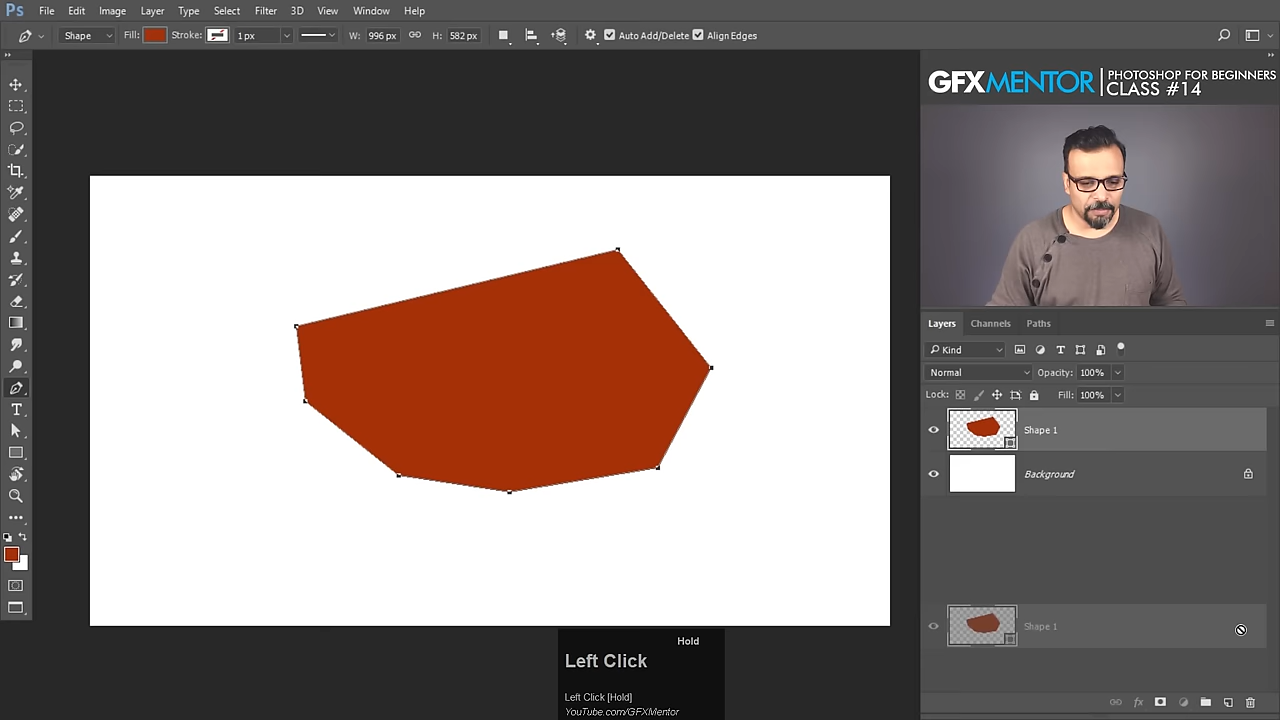 Ps File Edit Image Layer Type Select Filter 3D View Window Help
Shape Fill: Stroke: 1 px W: 996 px H: 582 px Auto Add/Delete Align Edges
GFXMENTOR PHOTOSHOP FOR BEGINNERS
CLASS #14
Layers Channels Paths
Kind
Normal Opacity: 100%
Lock: Fill: 100%
Shape 1
Background
Shape 1
fx
Hold
Left Click
Left Click [Hold]
YouTube.com/GFXMentor